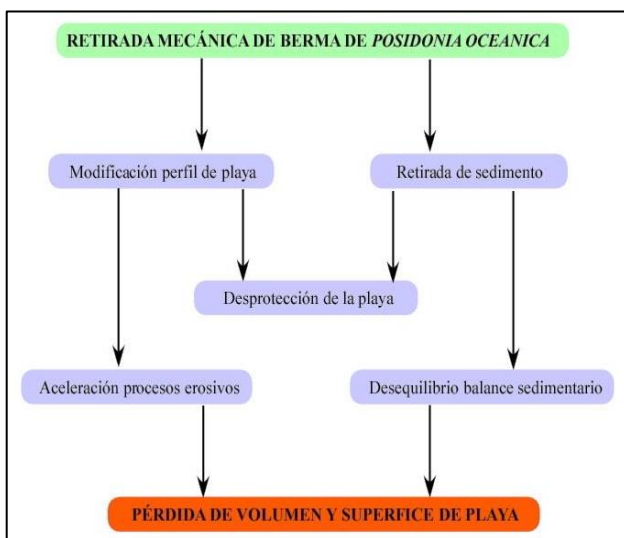 RETIRADA MECÁNICA DE BERMA DE POSIDONIA OCEANICA
Modificación perfil de playa
Retirada de sedimento
Desprotección de la playa
Aceleración procesos erosivos
Desequilibrio balance sedimentario
PÉRDIDA DE VOLUMEN Y SUPERFICE DE PLAYA